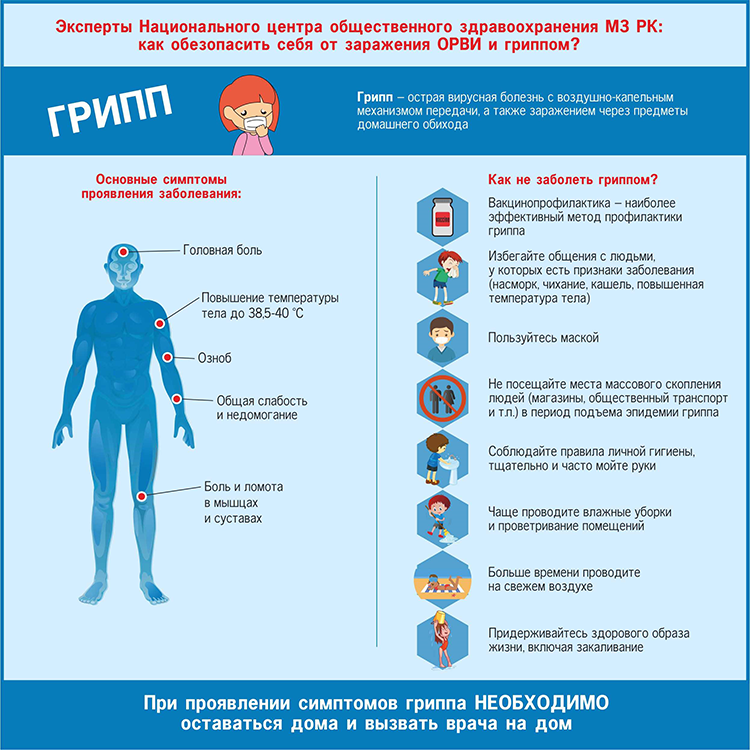 Эксперты Национального центра общественного здравоохранения МЗ РК:
как обезопасить себя от заражения ОРВИ и гриппом?
ГРИПП
Грипп – острая вирусная болезнь с воздушно-капельным
механизмом передачи, а также заражением через предметы
домашнего обихода
Основные симптомы
проявления заболевания:
Головная боль
Повышение температуры
тела до 38,5-40 °С
Озноб
Общая слабость
и недомогание
Боль и ломота
в мышцах
и суставах
Как не заболеть гриппом?
VACCINE
Вакцинопрофилактика – наиболее
эффективный метод профилактики
гриппа
Избегайте общения с людьми,
у которых есть признаки заболевания
(насморк, чихание, кашель, повышенная
температура тела)
Пользуйтесь маской
Не посещайте места массового скопления
людей (магазины, общественный транспорт
и т.п.) в период подъема эпидемии гриппа
Соблюдайте правила личной гигиены,
тщательно и часто мойте руки
Чаще проводите влажные уборки
и проветривание помещений
Больше времени проводите
на свежем воздухе
Придерживайтесь здорового образа
жизни, включая закаливание
При проявлении симптомов гриппа НЕОБХОДИМО
оставаться дома и вызвать врача на дом